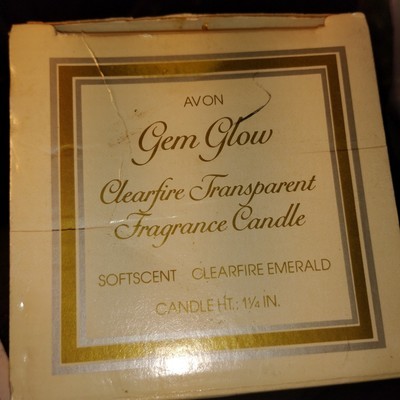 AVON
Gem Glow
Clearfire Transparent
Fragrance Candle
SOFTSCENT CLEARFIRE EMERALD
CANDLE HT.: 1¼ IN.